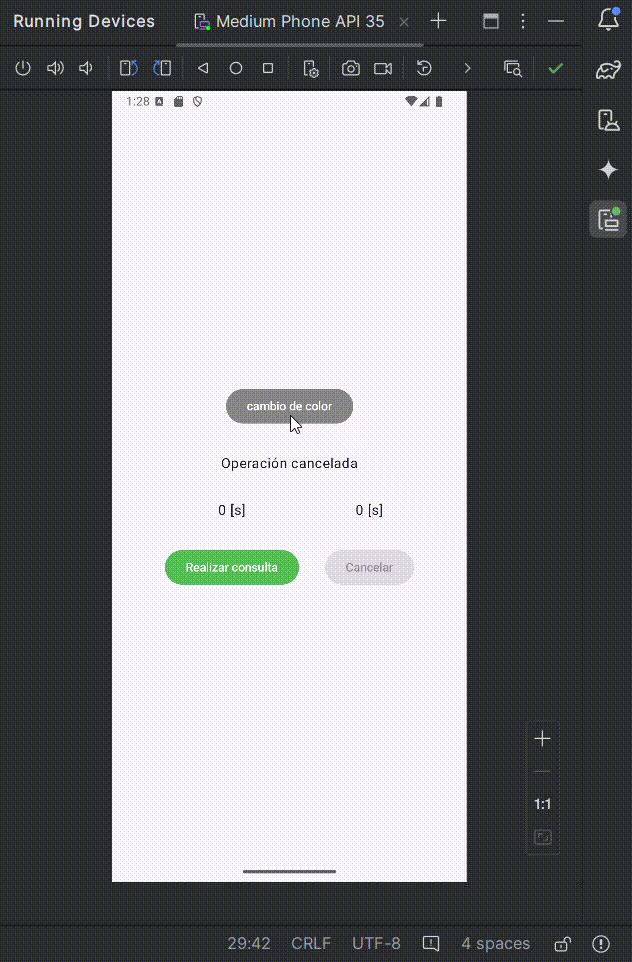 Running Devices
Medium Phone API 35
1:28
cambio de color
Operación cancelada
0 [s]
0 [s]
Realizar consulta
Cancelar
1:1
29:42 CRLF UTF-8 4 spaces